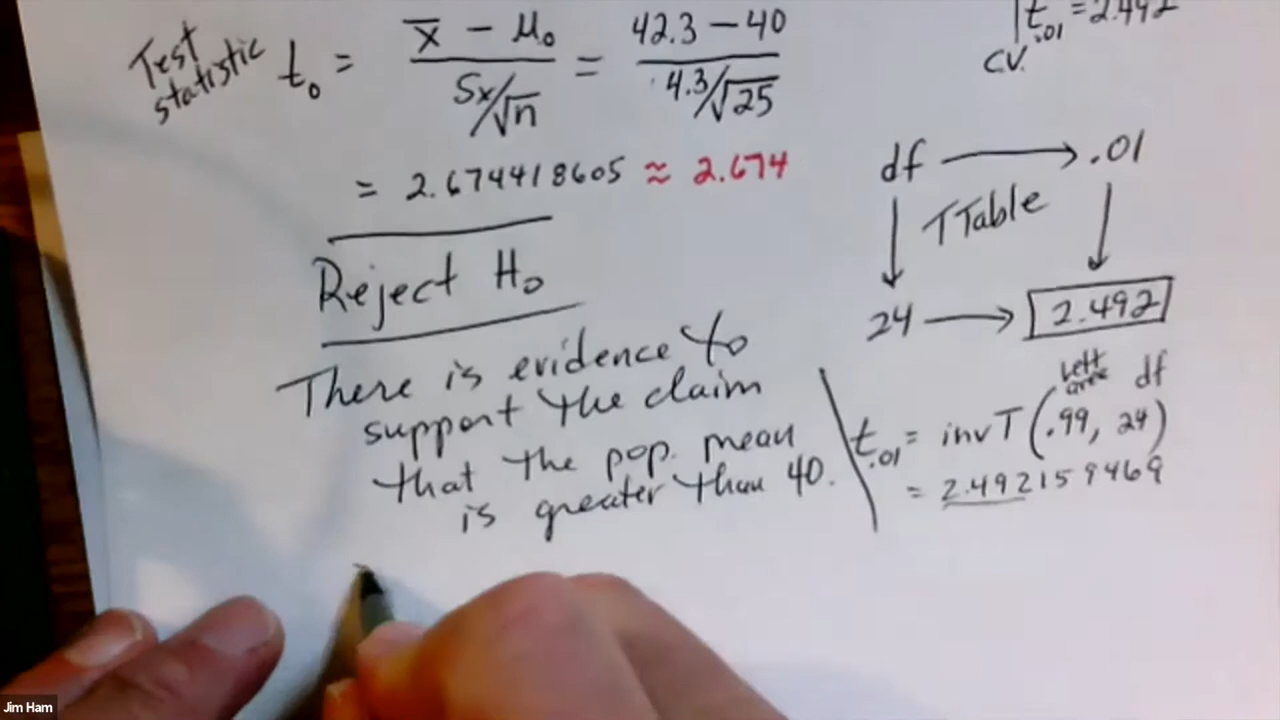 Test statistic t₀ = x̄ - μ₀ / Sx/√n = 42.3 - 40 / 4.3/√25
= 2.674418605 ≈ 2.674
Reject H₀
There is evidence to
support the claim
that the pop. mean
is greater than 40.
t.01 = 2.492
C.V.
df → .01
T Table
24 → 2.492
left area df
t.01 = invT (.99, 24)
= 2.492159469
Jim Ham